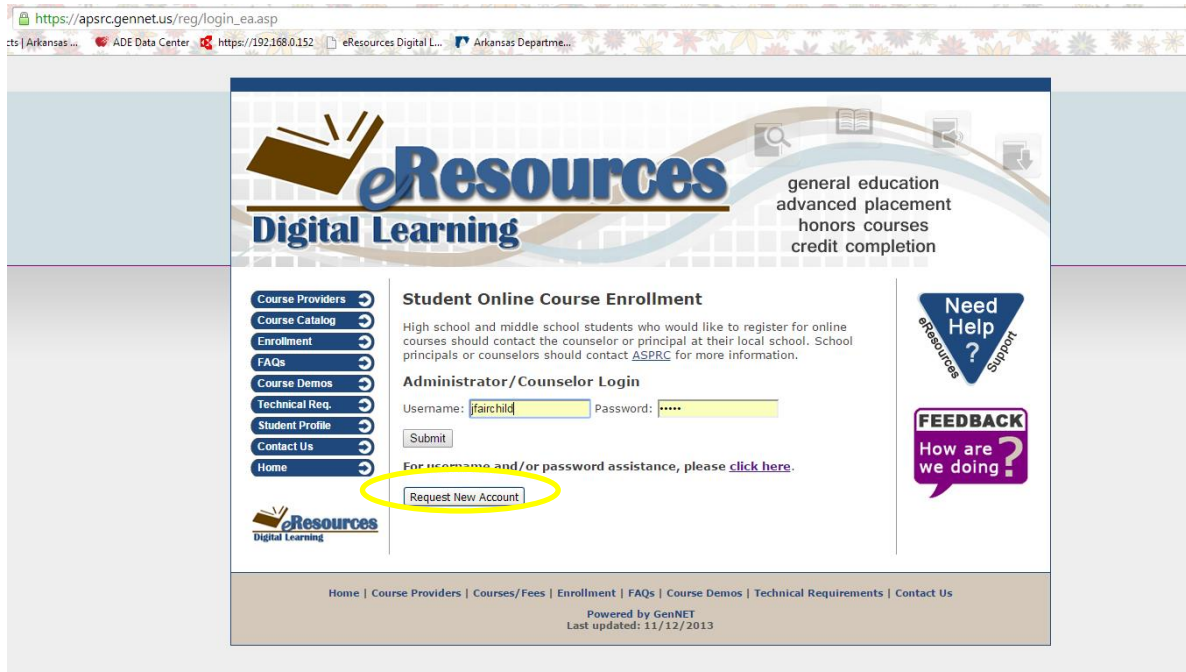 https://apsrc.gennet.us/reg/login_ea.asp
cts | Arkansas ... ADE Data Center https://192.168.0.152 eResources Digital L... Arkansas Departme...
eResources
Digital Learning
general education
advanced placement
honors courses
credit completion
Course Providers
Course Catalog
Enrollment
FAQs
Course Demos
Technical Req.
Student Profile
Contact Us
Home
eResources
Digital Learning
Student Online Course Enrollment
High school and middle school students who would like to register for online
courses should contact the counselor or principal at their local school. School
principals or counselors should contact ASPRC for more information.
Administrator/Counselor Login
Username: jfairchild Password: •••••
Submit
For username and/or password assistance, please click here.
Request New Account
Need
Help
?
eResources
Support
FEEDBACK
How are
we doing?
Home | Course Providers | Courses/Fees | Enrollment | FAQs | Course Demos | Technical Requirements | Contact Us
Powered by GenNET
Last updated: 11/12/2013